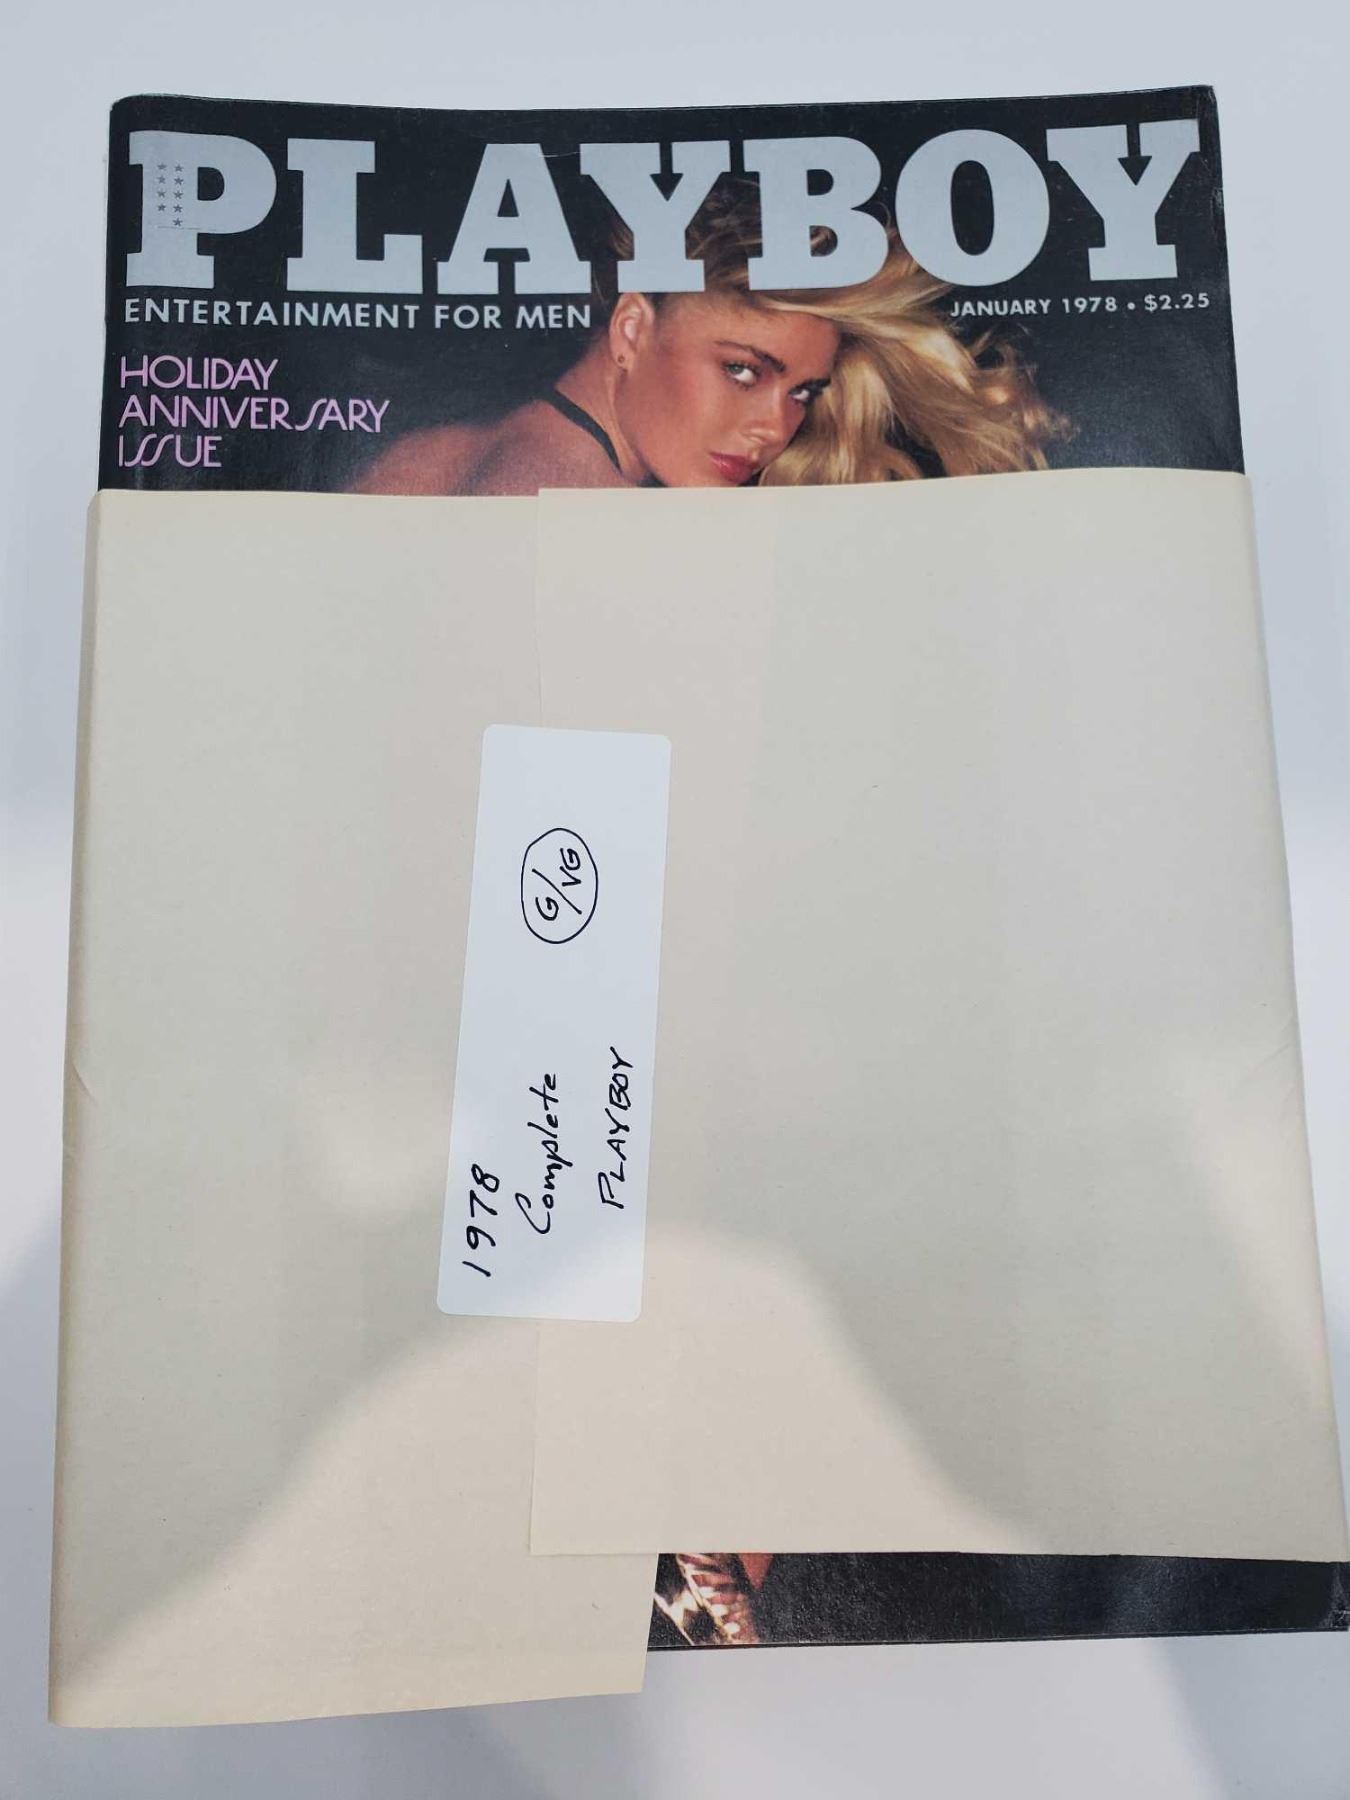 PLAYBOY
ENTERTAINMENT FOR MEN
JANUARY 1978 • $2.25
HOLIDAY
ANNIVERSARY
ISSUE
1978
Complete G/VG
PLAYBOY